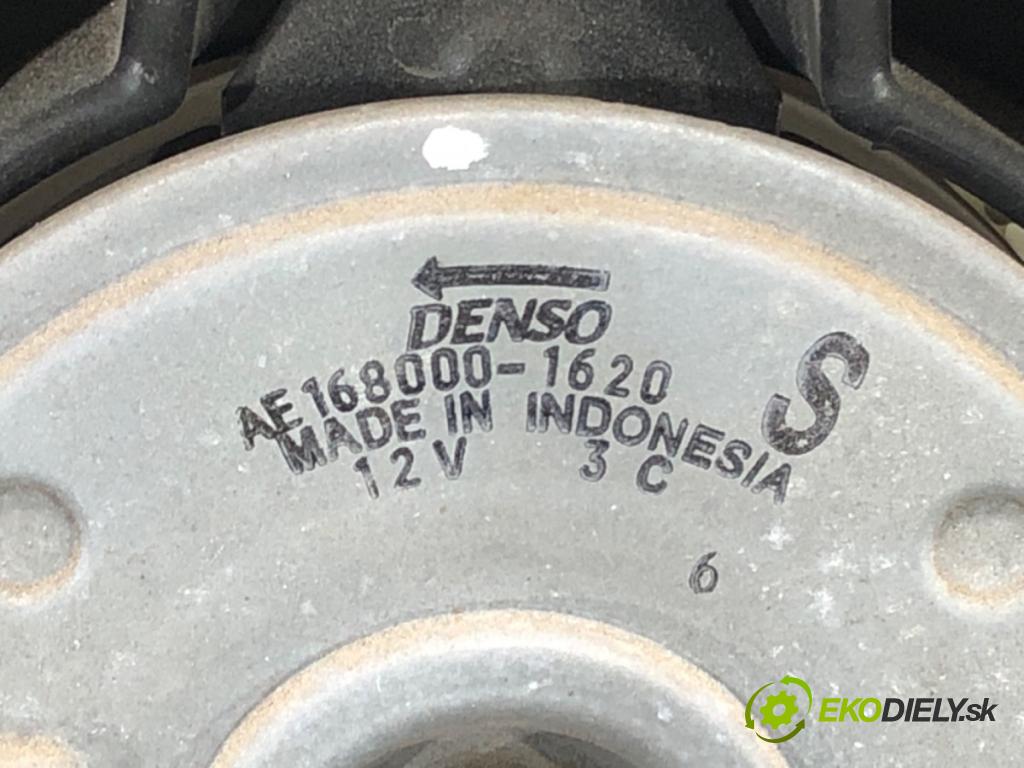 DENSO
AE168000-1620
S
MADE IN INDONESIA
12V 3C
6
EKODIELY.sk